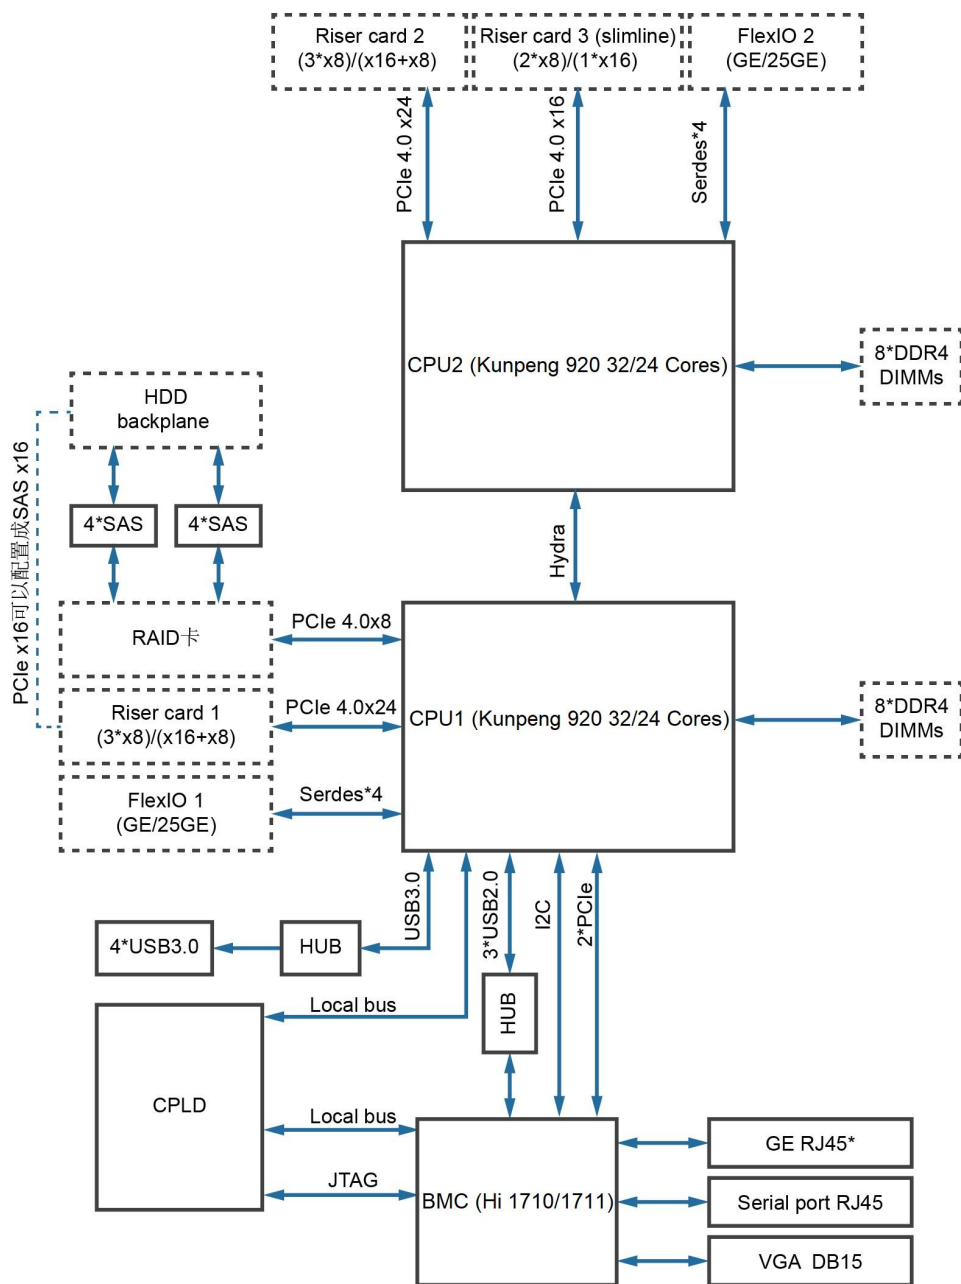 Riser card 2
(3*x8)/(x16+x8)
Riser card 3 (slimline)
(2*x8)/(1*x16)
FlexIO 2
(GE/25GE)
PCIe 4.0 x24
PCIe 4.0 x16
Serdes*4
CPU2 (Kunpeng 920 32/24 Cores)
8*DDR4
DIMMs
HDD
backplane
4*SAS
4*SAS
PCIe x16可以配置成SAS x16
Hydra
RAID卡
PCIe 4.0x8
Riser card 1
(3*x8)/(x16+x8)
PCIe 4.0x24
CPU1 (Kunpeng 920 32/24 Cores)
8*DDR4
DIMMs
FlexIO 1
(GE/25GE)
Serdes*4
USB3.0
3*USB2.0
I2C
2*PCIe
4*USB3.0
HUB
HUB
Local bus
CPLD
Local bus
JTAG
BMC (Hi 1710/1711)
GE RJ45*
Serial port RJ45
VGA DB15